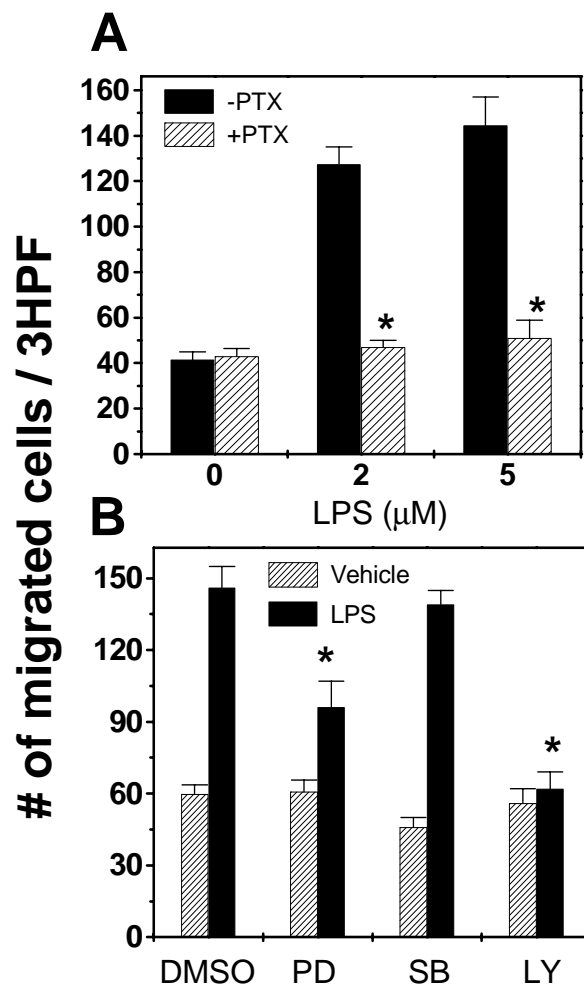 A
# of migrated cells / 3HPF
-PTX
+PTX
160
140
120
100
80
60
40
20
0
*
*
0 2 5
LPS (μM)
B
Vehicle
LPS
150
120
90
60
30
0
*
*
DMSO PD SB LY